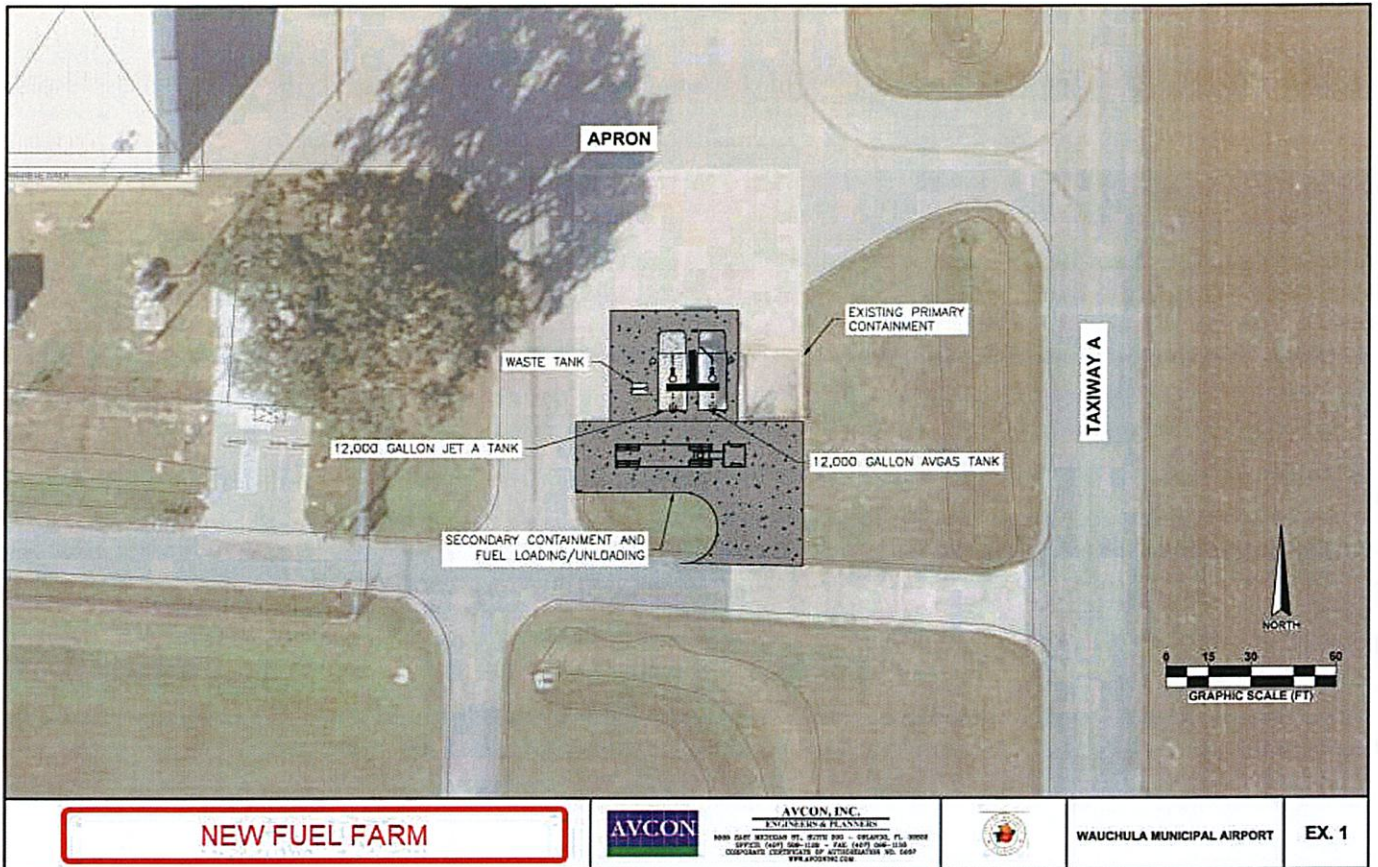 APRON
EXISTING PRIMARY
CONTAINMENT
WASTE TANK
TAXIWAY A
12,000 GALLON JET A TANK
12,000 GALLON AVGAS TANK
SECONDARY CONTAINMENT AND
FUEL LOADING/UNLOADING
NORTH
0 15 30 60
GRAPHIC SCALE (FT)
NEW FUEL FARM
AVCON
AVCON, INC.
ENGINEERS & PLANNERS
WAUCHULA MUNICIPAL AIRPORT
EX. 1